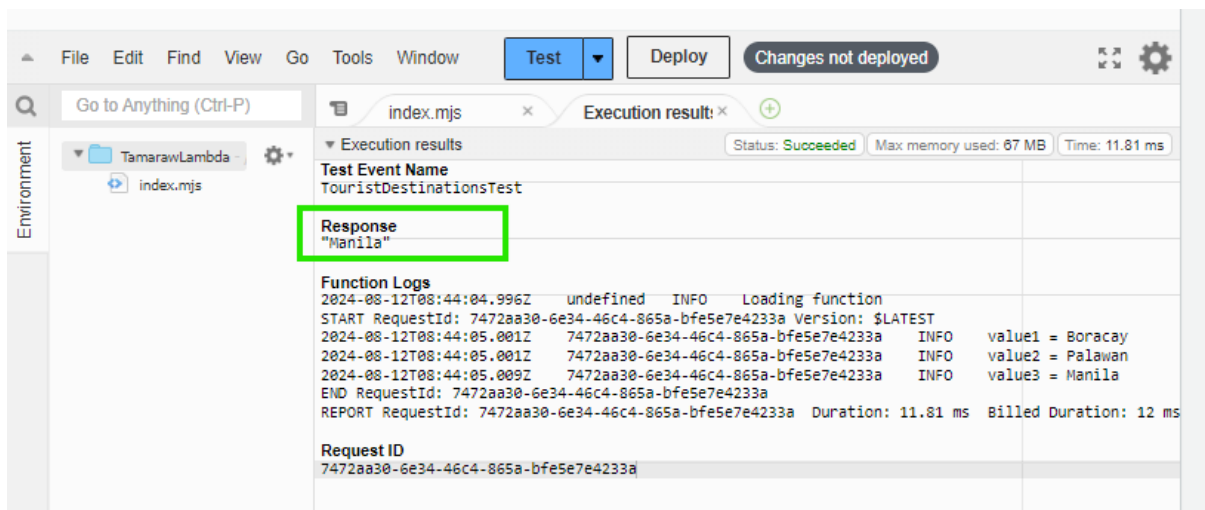 File Edit Find View Go Tools Window Test Deploy Changes not deployed
Go to Anything (Ctrl-P) index.mjs × Execution results ×
Environment
TamarawLambda -
index.mjs
Execution results Status: Succeeded Max memory used: 67 MB Time: 11.81 ms
Test Event Name
TouristDestinationsTest
Response
"Manila"
Function Logs
2024-08-12T08:44:04.996Z undefined INFO Loading function
START RequestId: 7472aa30-6e34-46c4-865a-bfe5e7e4233a Version: $LATEST
2024-08-12T08:44:05.001Z 7472aa30-6e34-46c4-865a-bfe5e7e4233a INFO value1 = Boracay
2024-08-12T08:44:05.001Z 7472aa30-6e34-46c4-865a-bfe5e7e4233a INFO value2 = Palawan
2024-08-12T08:44:05.009Z 7472aa30-6e34-46c4-865a-bfe5e7e4233a INFO value3 = Manila
END RequestId: 7472aa30-6e34-46c4-865a-bfe5e7e4233a
REPORT RequestId: 7472aa30-6e34-46c4-865a-bfe5e7e4233a Duration: 11.81 ms Billed Duration: 12 ms
Request ID
7472aa30-6e34-46c4-865a-bfe5e7e4233a